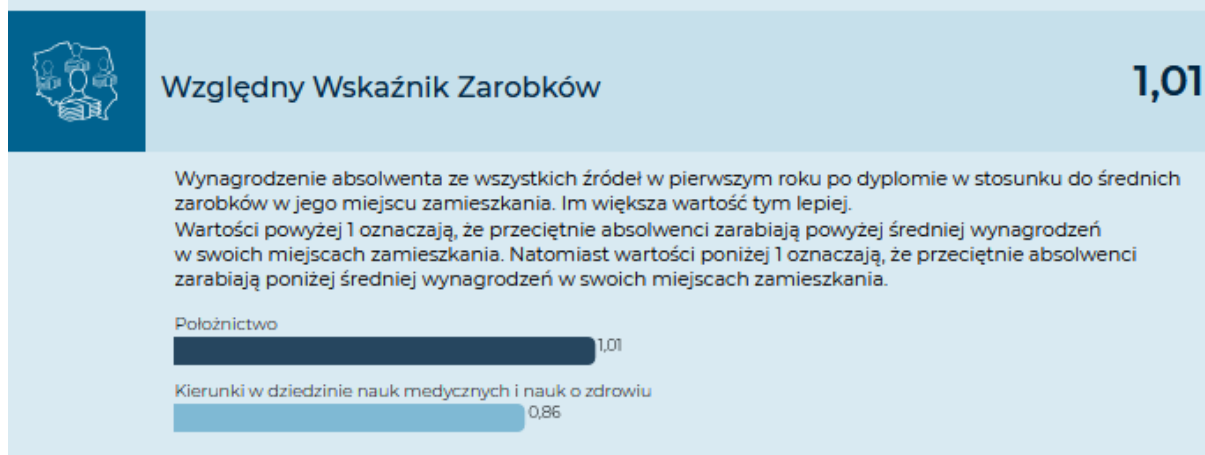 Względny Wskaźnik Zarobków
1,01
Wynagrodzenie absolwenta ze wszystkich źródeł w pierwszym roku po dyplomie w stosunku do średnich
zarobków w jego miejscu zamieszkania. Im większa wartość tym lepiej.
Wartości powyżej 1 oznaczają, że przeciętnie absolwenci zarabiają powyżej średniej wynagrodzeń
w swoich miejscach zamieszkania. Natomiast wartości poniżej 1 oznaczają, że przeciętnie absolwenci
zarabiają poniżej średniej wynagrodzeń w swoich miejscach zamieszkania.
Położnictwo
1,01
Kierunki w dziedzinie nauk medycznych i nauk o zdrowiu
0,86